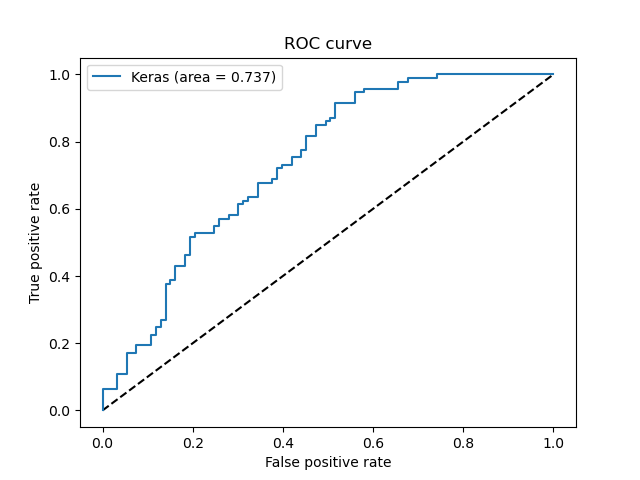 ROC curve
Keras (area = 0.737)
True positive rate
1.0
0.8
0.6
0.4
0.2
0.0
0.0 0.2 0.4 0.6 0.8 1.0
False positive rate